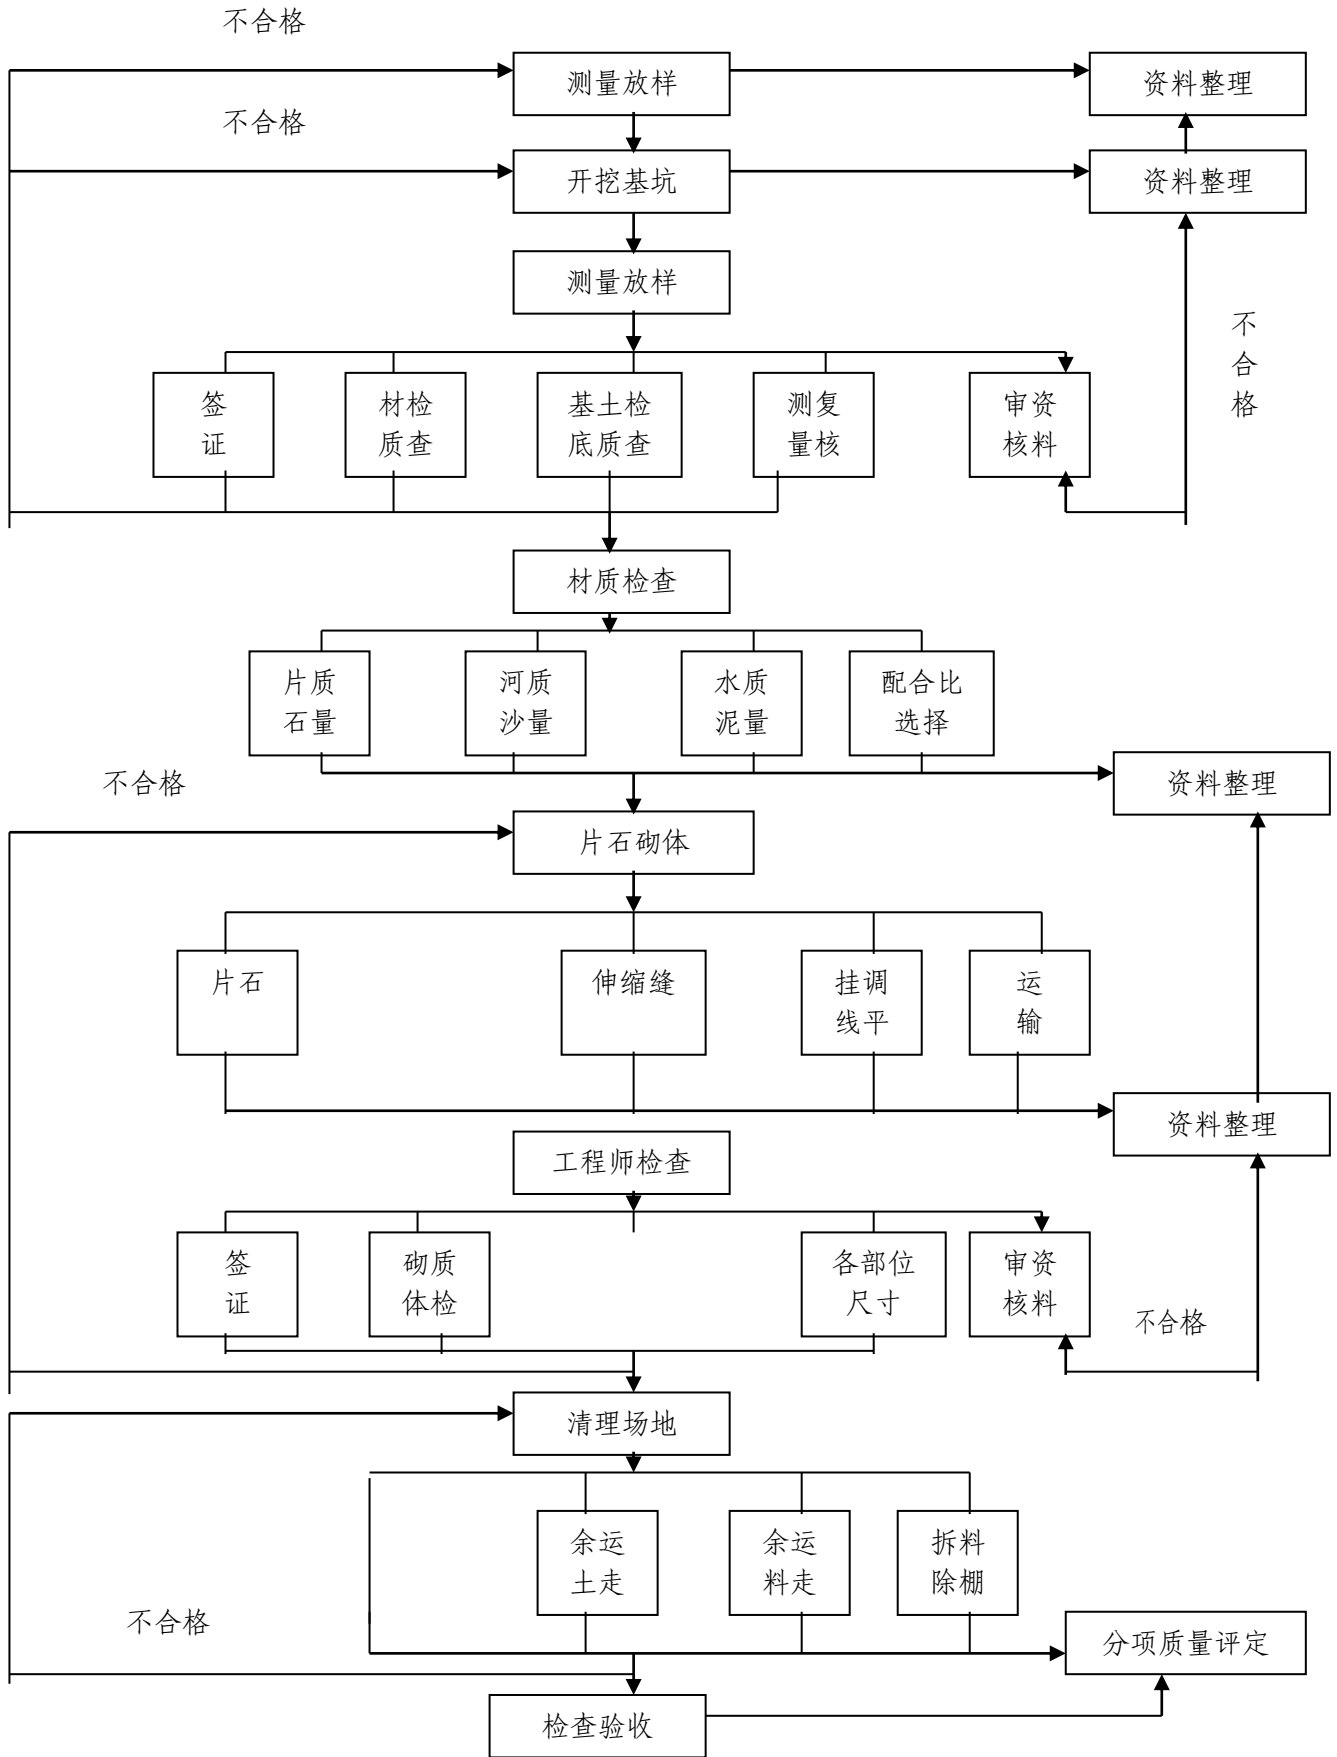 不合格
测量放样
资料整理
不合格
开挖基坑
资料整理
测量放样
不
合
格
签
证
材检
质查
基土检
底质查
测复
量核
审资
核料
材质检查
片质
石量
河质
沙量
水质
泥量
配合比
选择
不合格
资料整理
片石砌体
片石
伸缩缝
挂调
线平
运
输
资料整理
工程师检查
签
证
砌质
体检
各部位
尺寸
审资
核料
不合格
清理场地
余运
土走
余运
料走
拆料
除棚
不合格
分项质量评定
检查验收